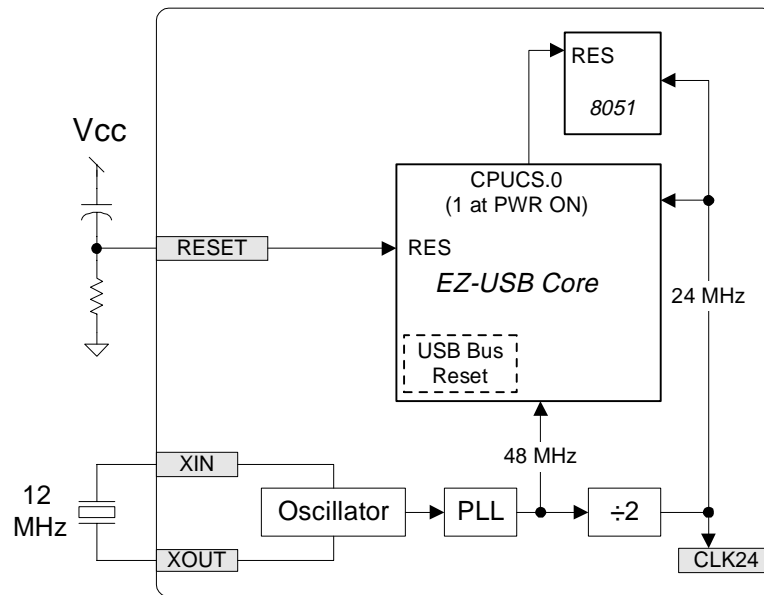 RES
8051
Vcc
CPUCS.0
(1 at PWR ON)
RESET
RES
EZ-USB Core
24 MHz
USB Bus
Reset
XIN
48 MHz
12
MHz
Oscillator
PLL
÷2
XOUT
CLK24